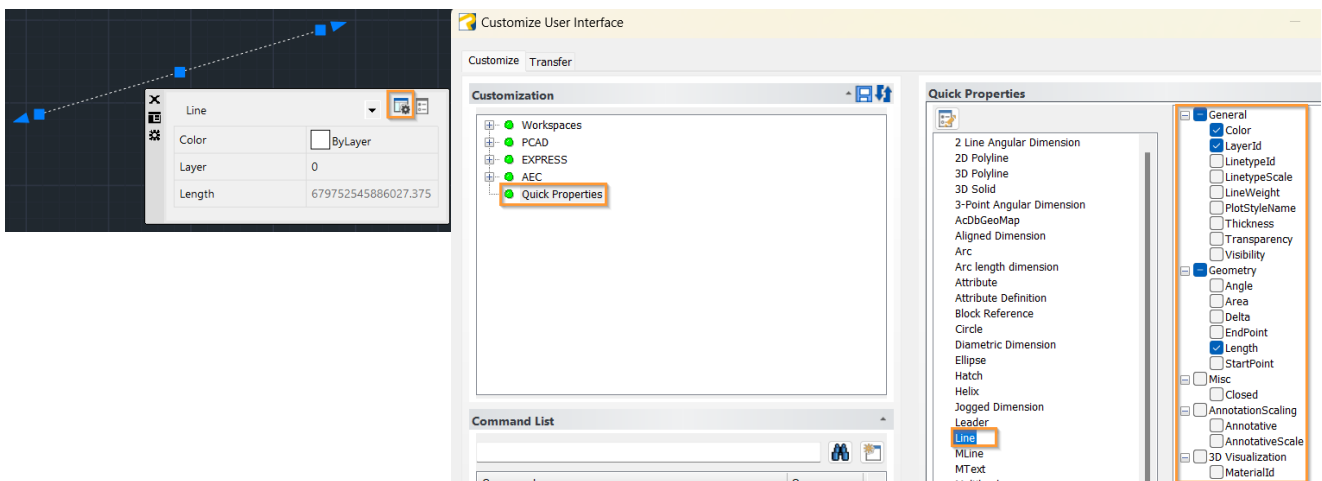 Line
Color ByLayer
Layer 0
Length 679752545886027.375
Customize User Interface
Customize Transfer
Customization
Workspaces
PCAD
EXPRESS
AEC
Quick Properties
Command List
Quick Properties
2 Line Angular Dimension
2D Polyline
3D Polyline
3D Solid
3-Point Angular Dimension
AcDbGeoMap
Aligned Dimension
Arc
Arc length dimension
Attribute
Attribute Definition
Block Reference
Circle
Diametric Dimension
Ellipse
Hatch
Helix
Jogged Dimension
Leader
Line
MLine
MText
General
Color
LayerId
LinetypeId
LinetypeScale
LineWeight
PlotStyleName
Thickness
Transparency
Visibility
Geometry
Angle
Area
Delta
EndPoint
Length
StartPoint
Misc
Closed
AnnotationScaling
Annotative
AnnotativeScale
3D Visualization
MaterialId